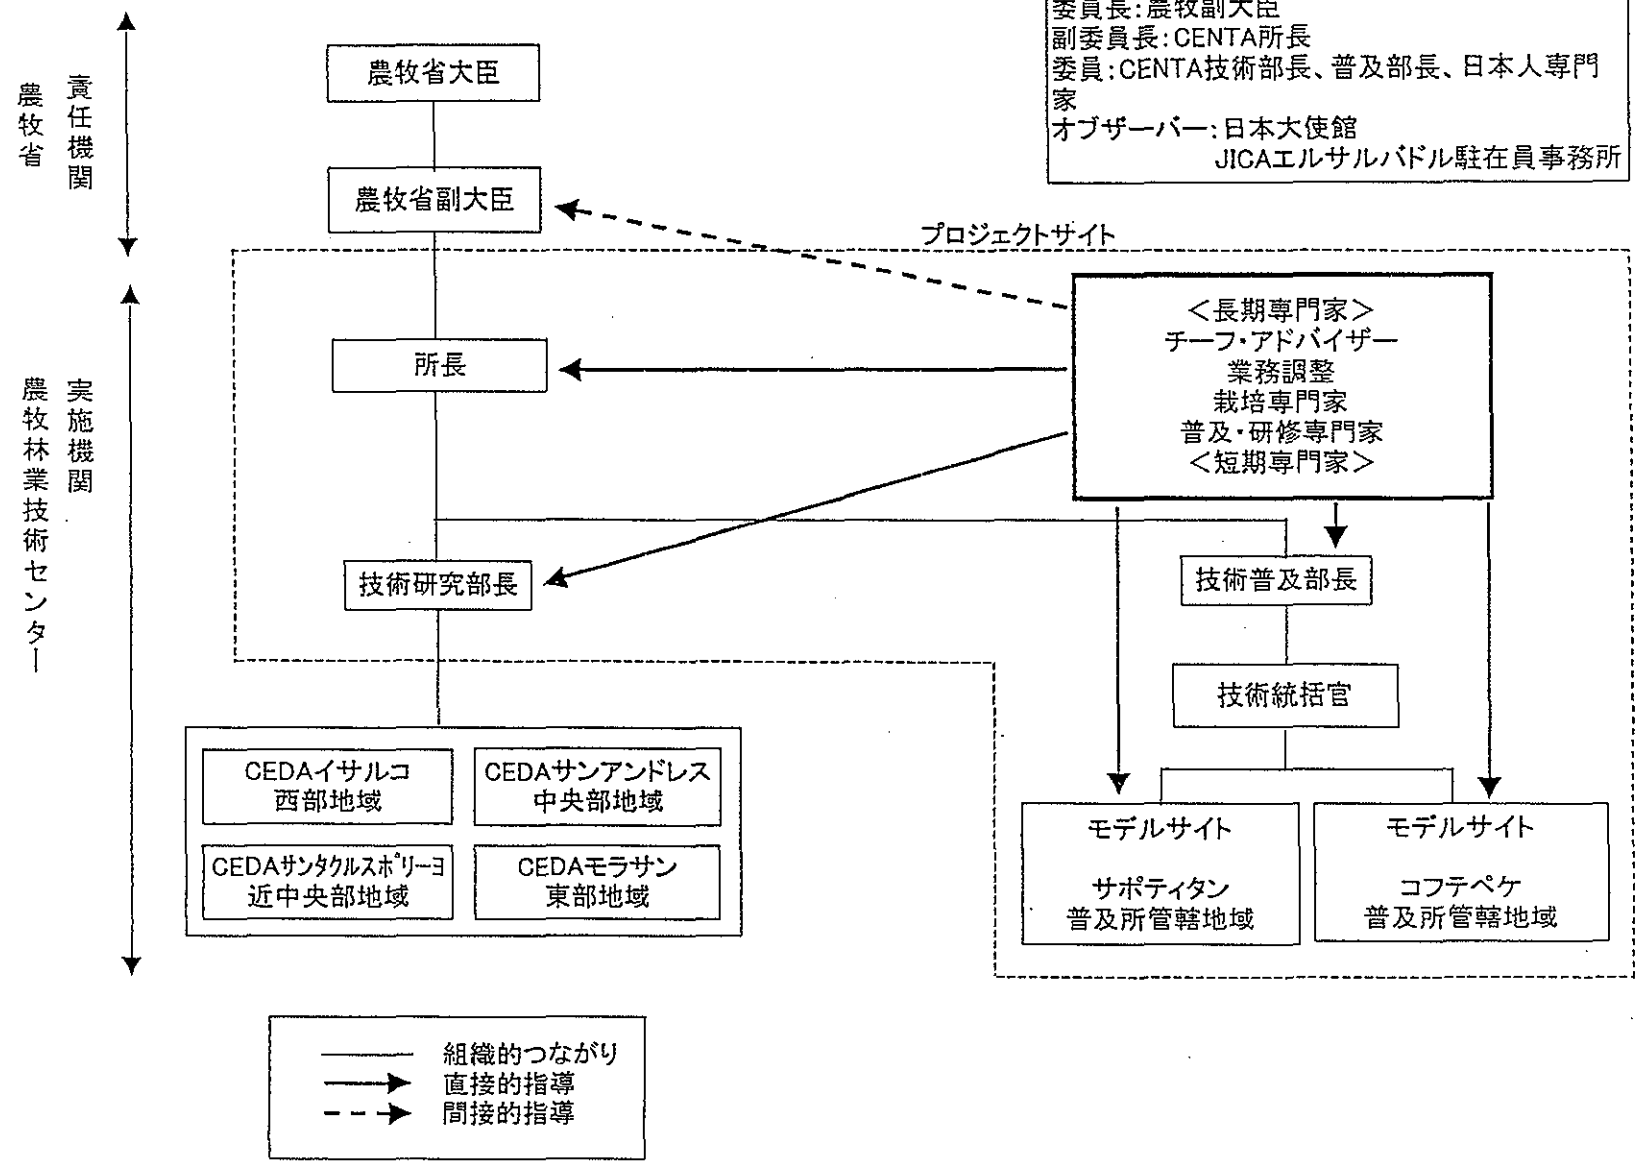 委員長：農牧副大臣
副委員長：CENTA所長
委員：CENTA技術部長、普及部長、日本人専門
家
オブザーバー：日本大使館
JICAエルサルバドル駐在員事務所
責任機関
農牧省
農牧省大臣
農牧省副大臣
プロジェクトサイト
実施機関
農牧林業技術センター
所長
＜長期専門家＞
チーフ・アドバイザー
業務調整
栽培専門家
普及・研修専門家
＜短期専門家＞
技術研究部長
技術普及部長
技術統括官
CEDAイサルコ
西部地域
CEDAサンアンドレス
中央部地域
CEDAサンタクルスポリーヨ
近中央部地域
CEDAモラサン
東部地域
モデルサイト
サポティタン
普及所管轄地域
モデルサイト
コフテペケ
普及所管轄地域
組織的つながり
直接的指導
間接的指導